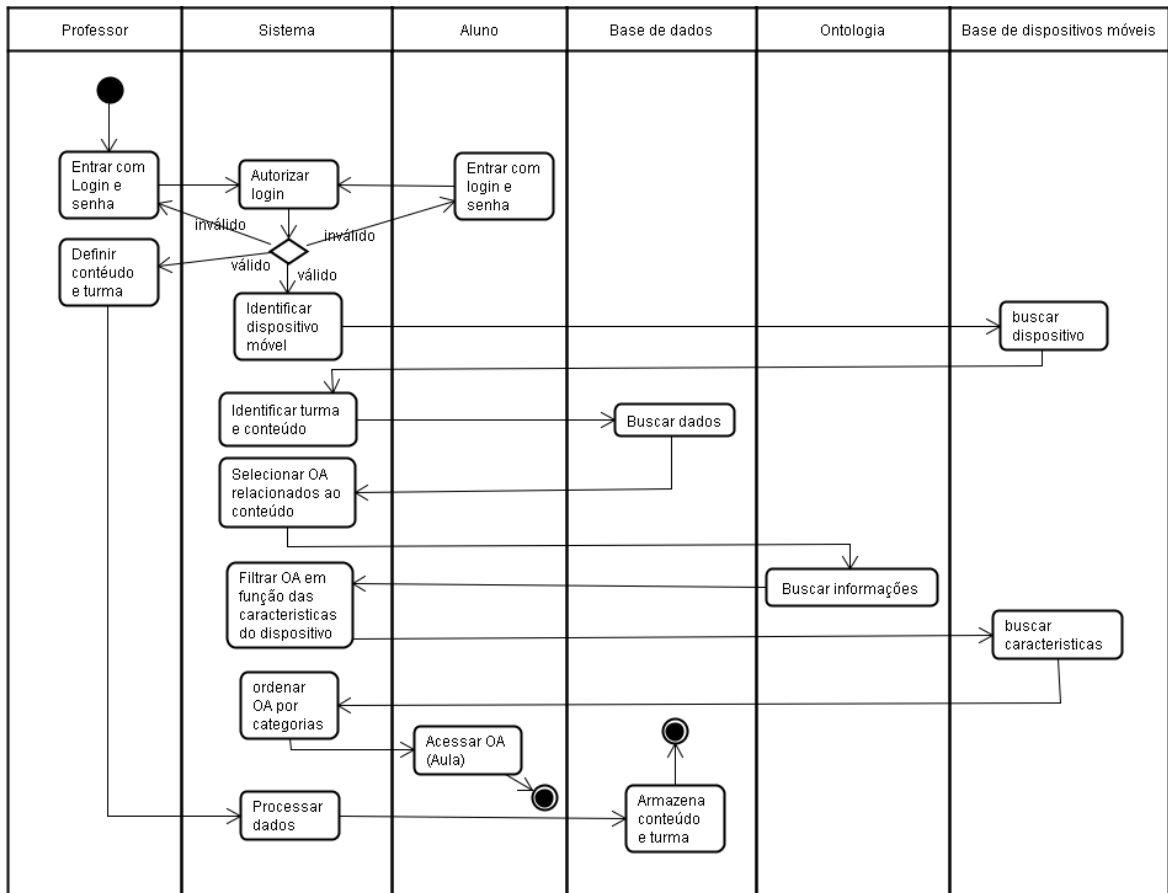 Professor
Sistema
Aluno
Base de dados
Ontologia
Base de dispositivos móveis
Entrar com
Login e
senha
Autorizar
login
Entrar com
login e
senha
inválido
inválido
Definir
contéudo
e turma
válido
válido
Identificar
dispositivo
móvel
buscar
dispositivo
Identificar turma
e conteúdo
Buscar dados
Selecionar OA
relacionados ao
conteúdo
Filtrar OA em
função das
caracteristicas
do dispositivo
Buscar informações
buscar
caracteristicas
ordenar
OA por
categorias
Acessar OA
(Aula)
Processar
dados
Armazena
conteúdo
e turma